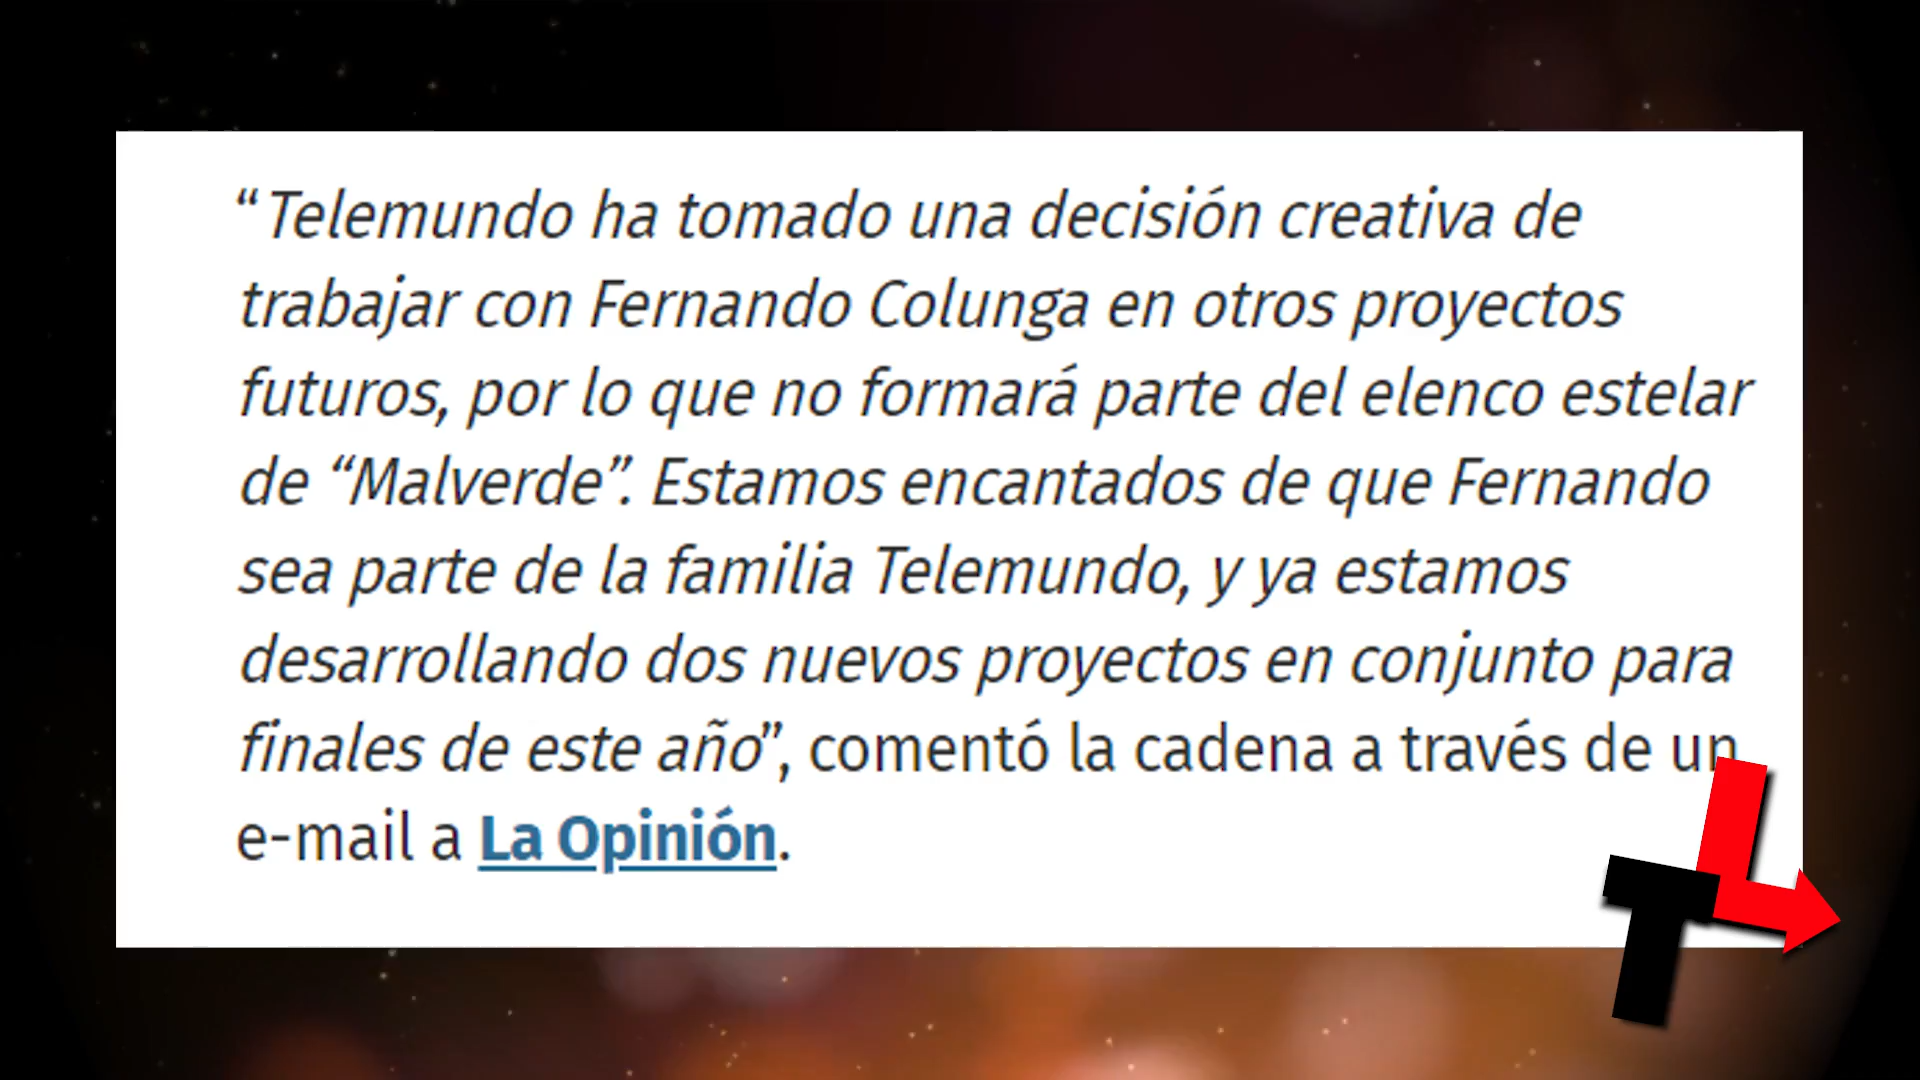 “Telemundo ha tomado una decisión creativa de
trabajar con Fernando Colunga en otros proyectos
futuros, por lo que no formará parte del elenco estelar
de “Malverde”. Estamos encantados de que Fernando
sea parte de la familia Telemundo, y ya estamos
desarrollando dos nuevos proyectos en conjunto para
finales de este año”, comentó la cadena a través de un
e-mail a La Opinión.
TL